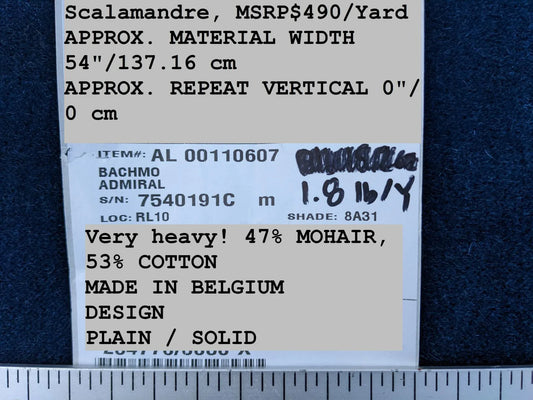 Scalamandre, MSRP$490/Yard
APPROX. MATERIAL WIDTH
54"/137.16 cm
APPROX. REPEAT VERTICAL 0"/
0 cm
ITEM#: AL 00110607
BACHMO
ADMIRAL
1.8 lb/Y
S/N: 7540191C m
LOC: RL10 SHADE: 8A31
Very heavy! 47% MOHAIR,
53% COTTON
MADE IN BELGIUM
DESIGN
PLAIN / SOLID